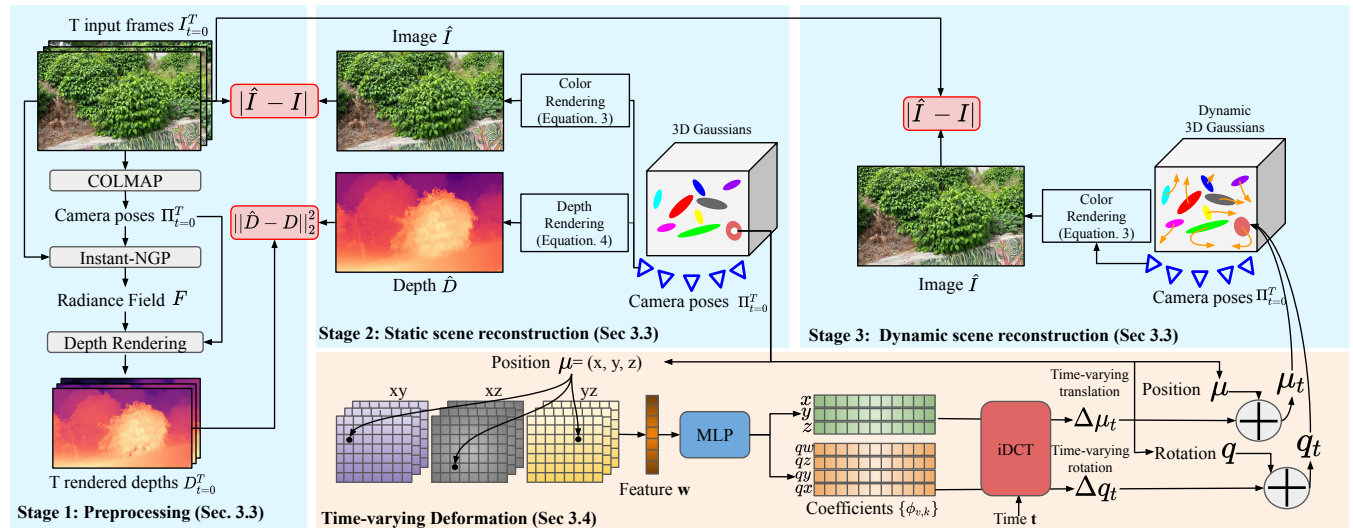 T input frames $I_{t=0}^{T}$
COLMAP
Camera poses $\Pi_{t=0}^{T}$
Instant-NGP
Radiance Field $F$
Depth Rendering
T rendered depths $D_{t=0}^{T}$
Stage 1: Preprocessing (Sec. 3.3)
$|\hat{I} - I|$
$||\hat{D} - D||_2^2$
Image $\hat{I}$
Depth $\hat{D}$
Color
Rendering
(Equation. 3)
Depth
Rendering
(Equation. 4)
3D Gaussians
Camera poses $\Pi_{t=0}^{T}$
Stage 2: Static scene reconstruction (Sec 3.3)
$|\hat{I} - I|$
Image $\hat{I}$
Color
Rendering
(Equation. 3)
Dynamic
3D Gaussians
Camera poses $\Pi_{t=0}^{T}$
Stage 3: Dynamic scene reconstruction (Sec 3.3)
Position $\mu$= (x, y, z)
xy
xz
yz
Feature w
MLP
x
y
z
qw
qz
qy
qx
Coefficients $\{\phi_{v,k}\}$
iDCT
Time t
Time-varying
translation
$\Delta\mu_t$
Time-varying
rotation
$\Delta q_t$
Position $\mu$
Rotation $q$
$\mu_t$
$q_t$
Time-varying Deformation (Sec 3.4)